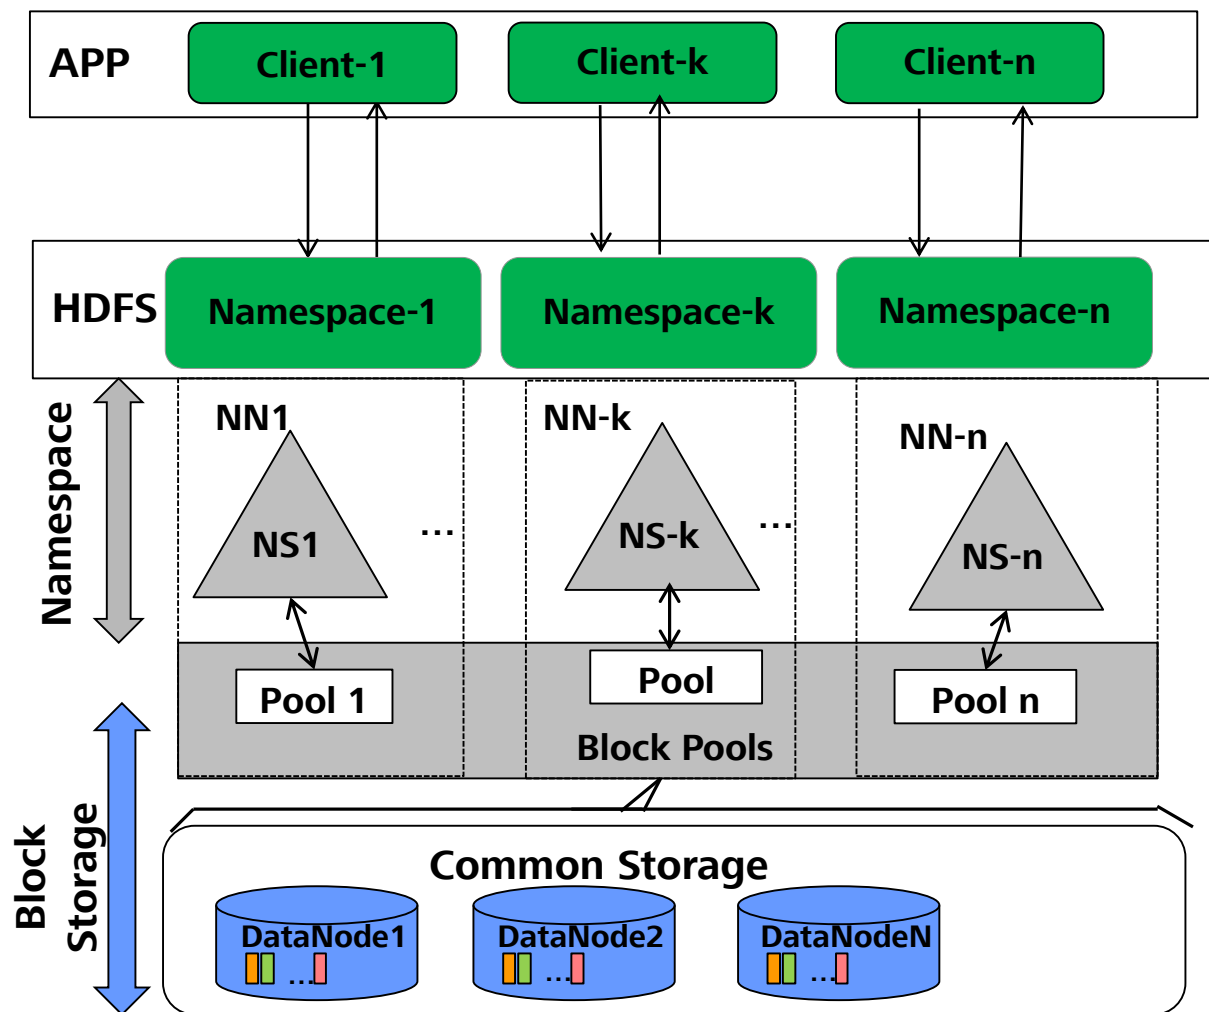 APP
Client-1
Client-k
Client-n
HDFS
Namespace-1
Namespace-k
Namespace-n
Namespace
NN1
NN-k
NN-n
NS1
...
NS-k
...
NS-n
Pool 1
Pool
Pool n
Block Pools
Block
Storage
Common Storage
DataNode1
...
DataNode2
...
DataNodeN
...